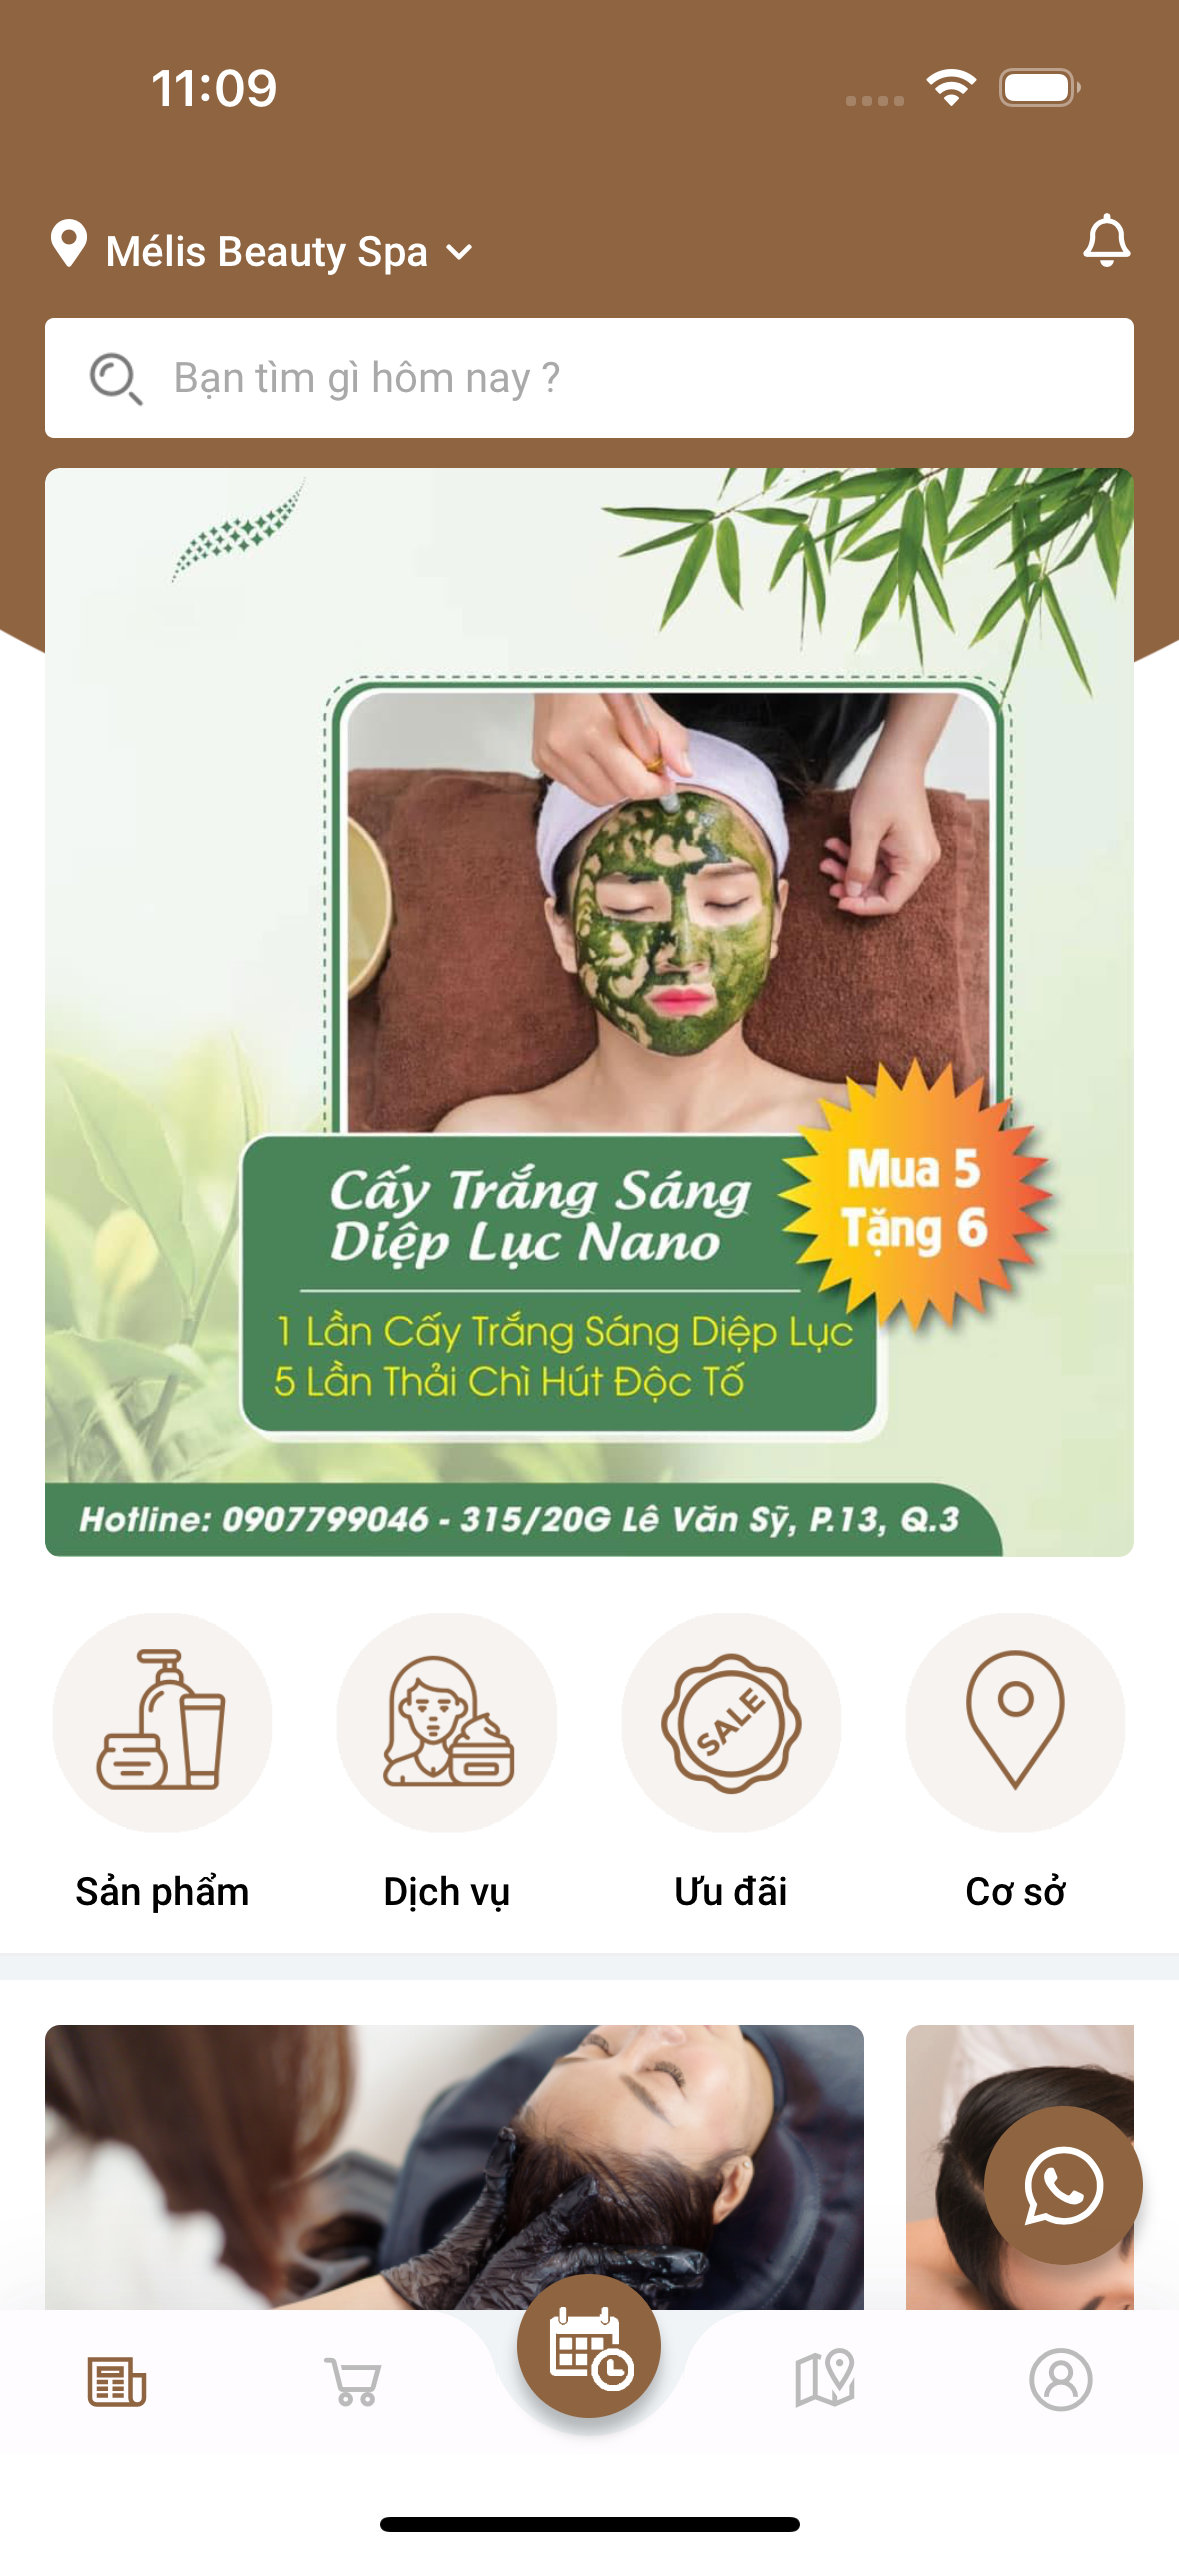 11:09
Mélis Beauty Spa
Bạn tìm gì hôm nay ?
Cấy Trắng Sáng
Diệp Lục Nano
Mua 5
Tặng 6
1 Lần Cấy Trắng Sáng Diệp Lục
5 Lần Thải Chì Hút Độc Tố
Hotline: 0907799046 - 315/20G Lê Văn Sỹ, P.13, Q.3
SALE
Sản phẩm
Dịch vụ
Ưu đãi
Cơ sở